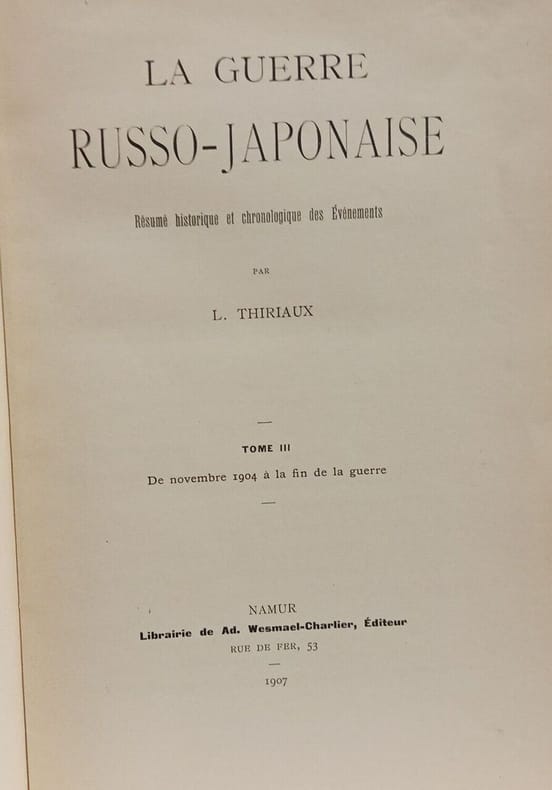 LA GUERRE
RUSSO-JAPONAISE
Résumé historique et chronologique des Événements
PAR
L. THIRIAUX
TOME III
De novembre 1904 à la fin de la guerre
NAMUR
Librairie de Ad. Wesmael-Charlier, Éditeur
RUE DE FER, 53
1907